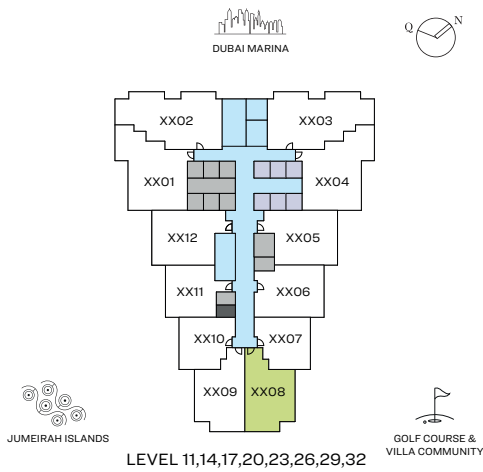 DUBAI MARINA
Q N
XX02 XX03
XX01 XX04
XX12 XX05
XX11 XX06
XX10 XX07
XX09 XX08
JUMEIRAH ISLANDS
GOLF COURSE &
VILLA COMMUNITY
LEVEL 11,14,17,20,23,26,29,32